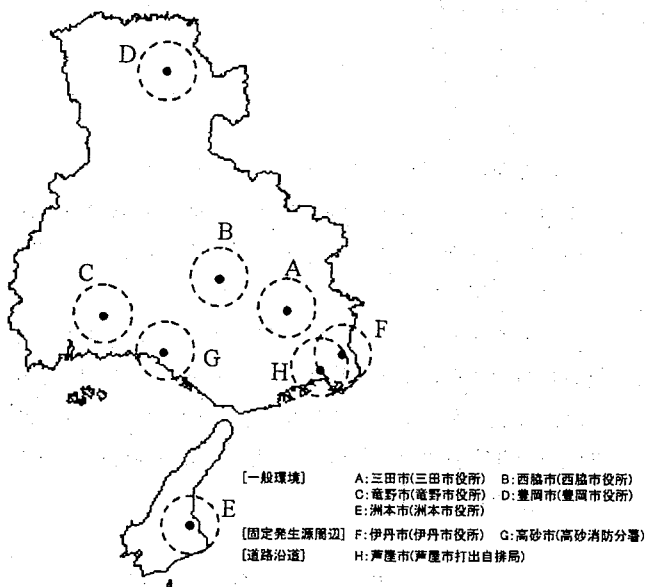 D
B
C
A
F
G
H
E
[一般環境] A:三田市(三田市役所) B:西脇市(西脇市役所)
C:竜野市(竜野市役所) D:豊岡市(豊岡市役所)
E:洲本市(洲本市役所)
[固定発生源周辺] F:伊丹市(伊丹市役所) G:高砂市(高砂消防分署)
[道路沿道] H:芦屋市(芦屋市打出自排局)